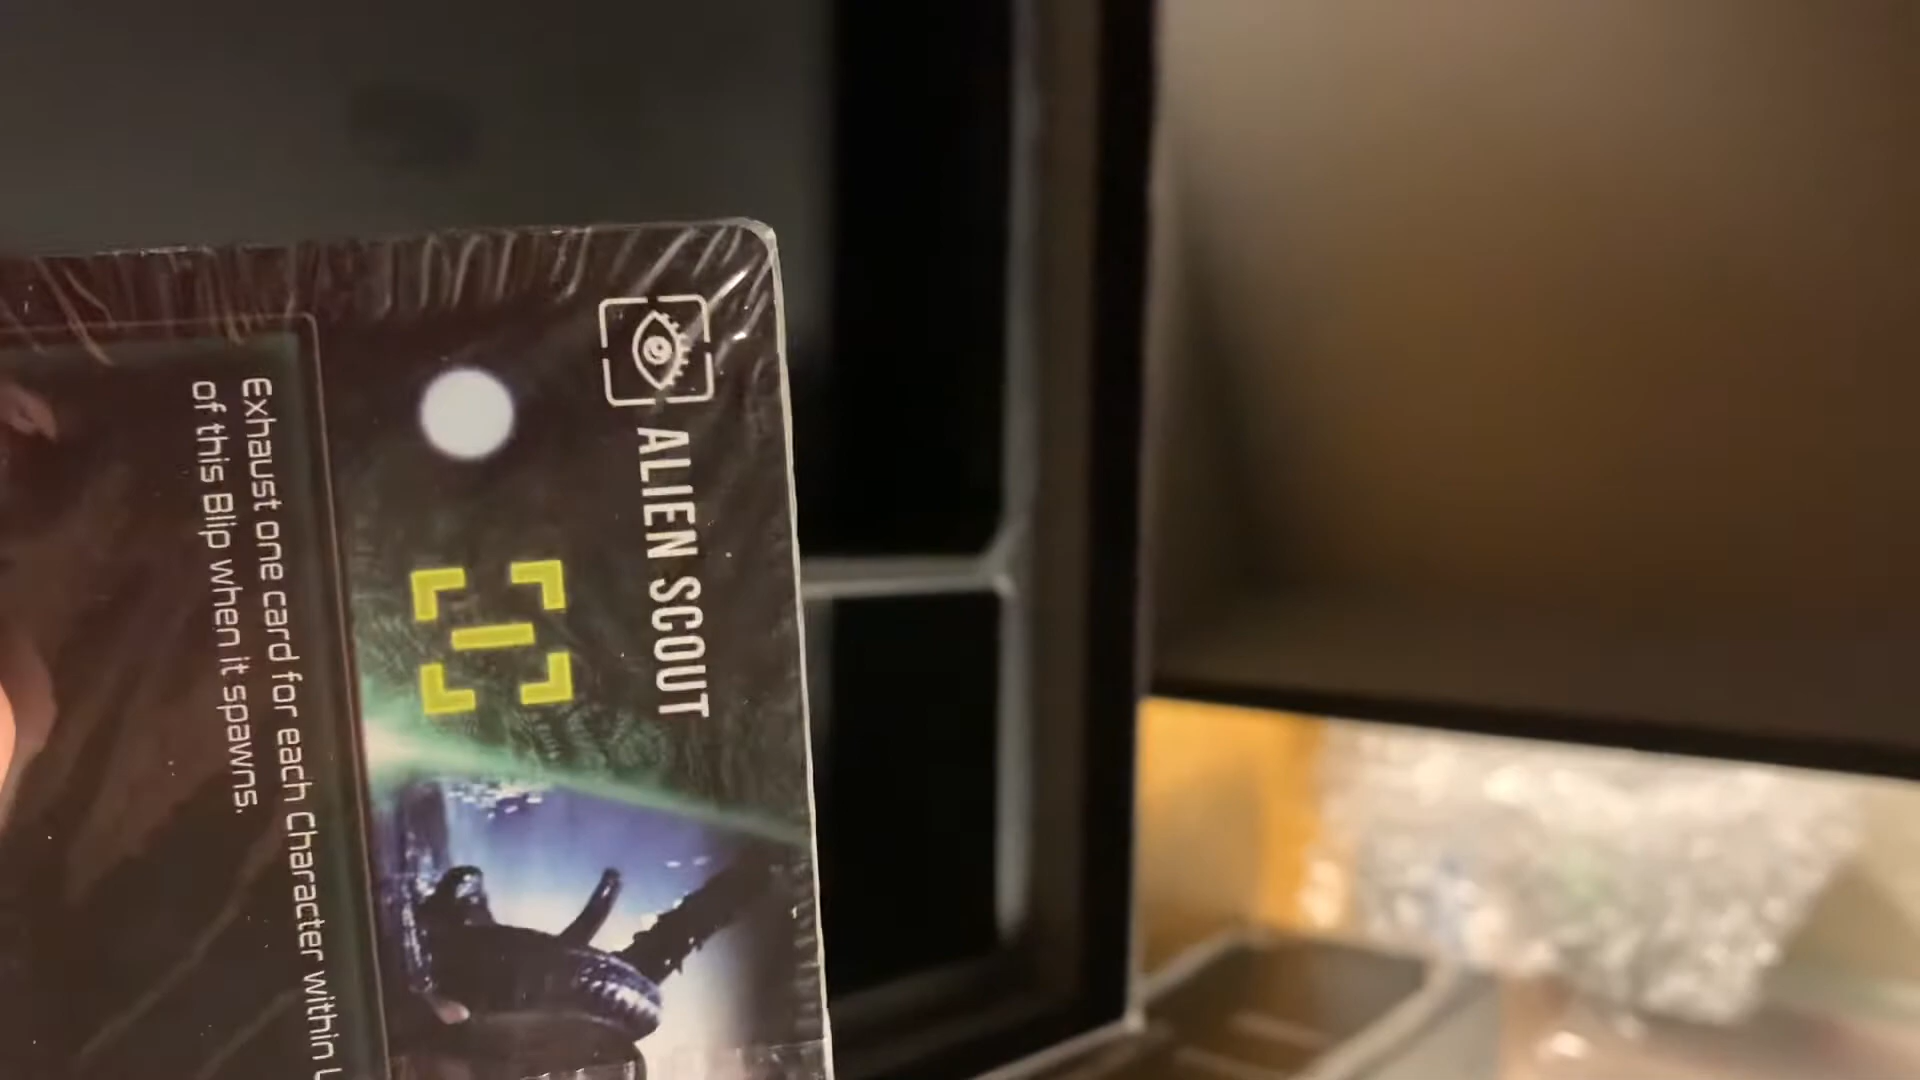 ALIEN SCOUT
Exhaust one card for each Character within
of this Blip when it spawns.